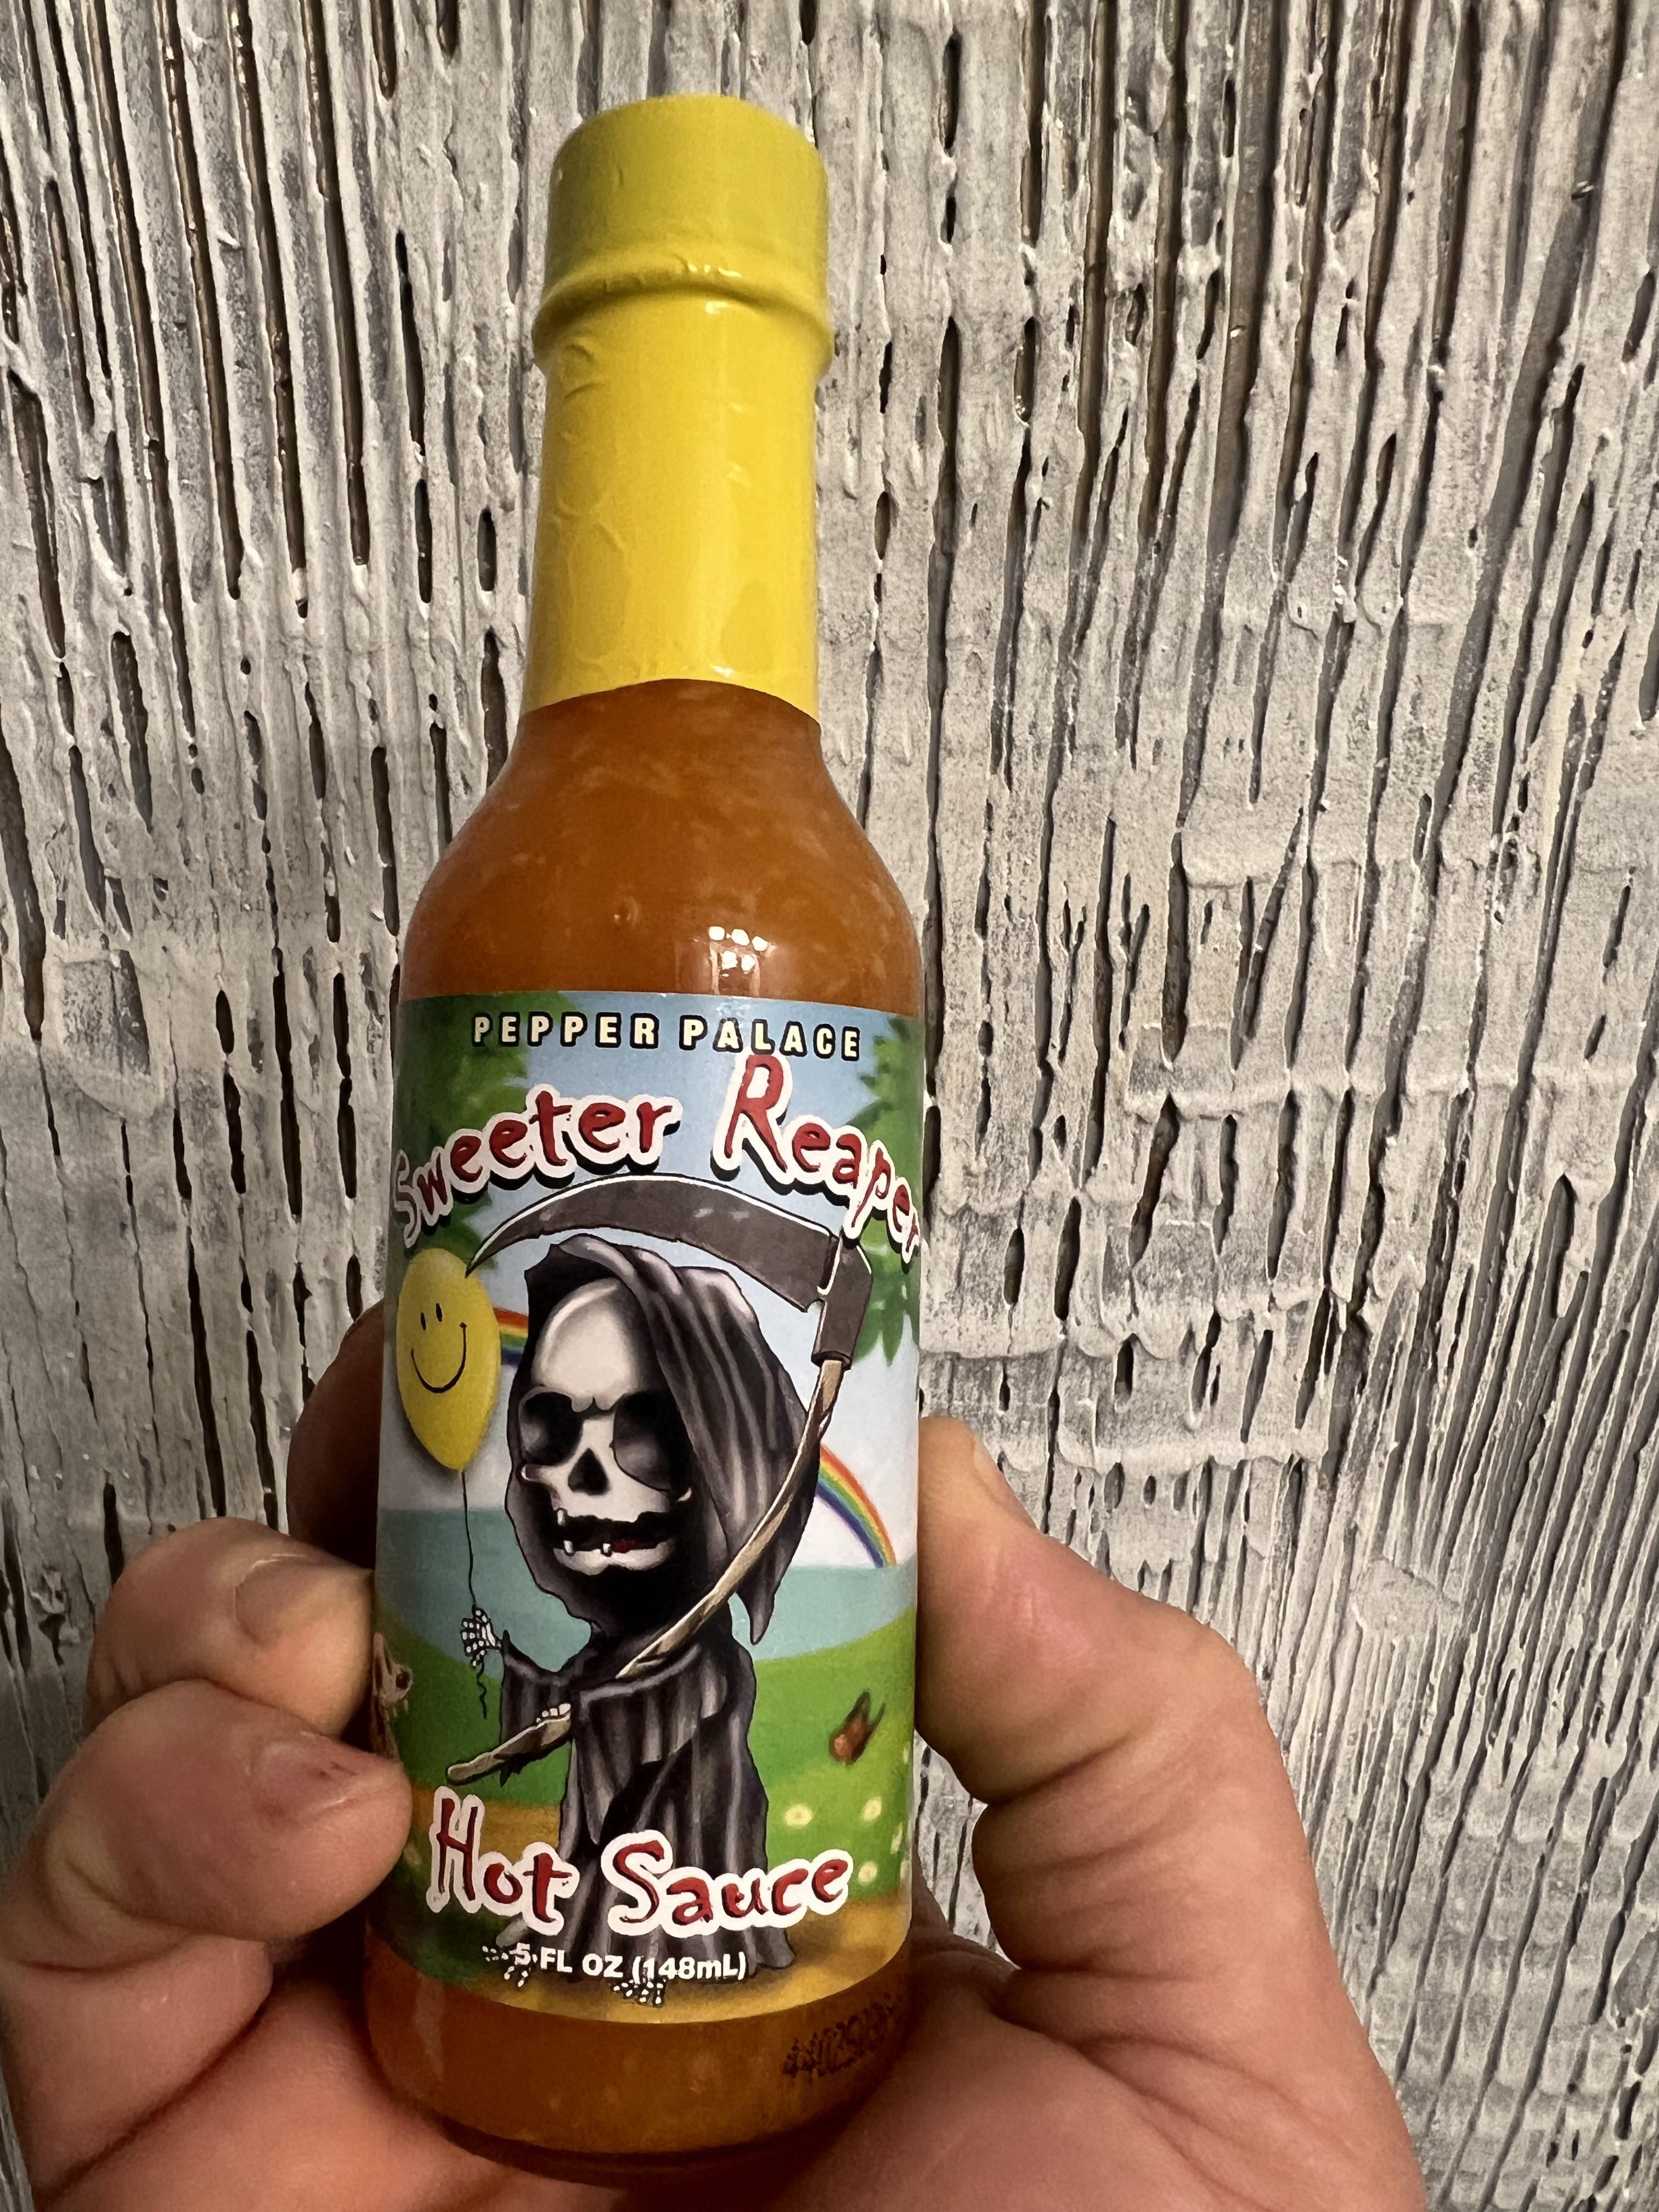 PEPPER PALACE
Sweeter Reaper
Hot Sauce
5 FL OZ (148mL)